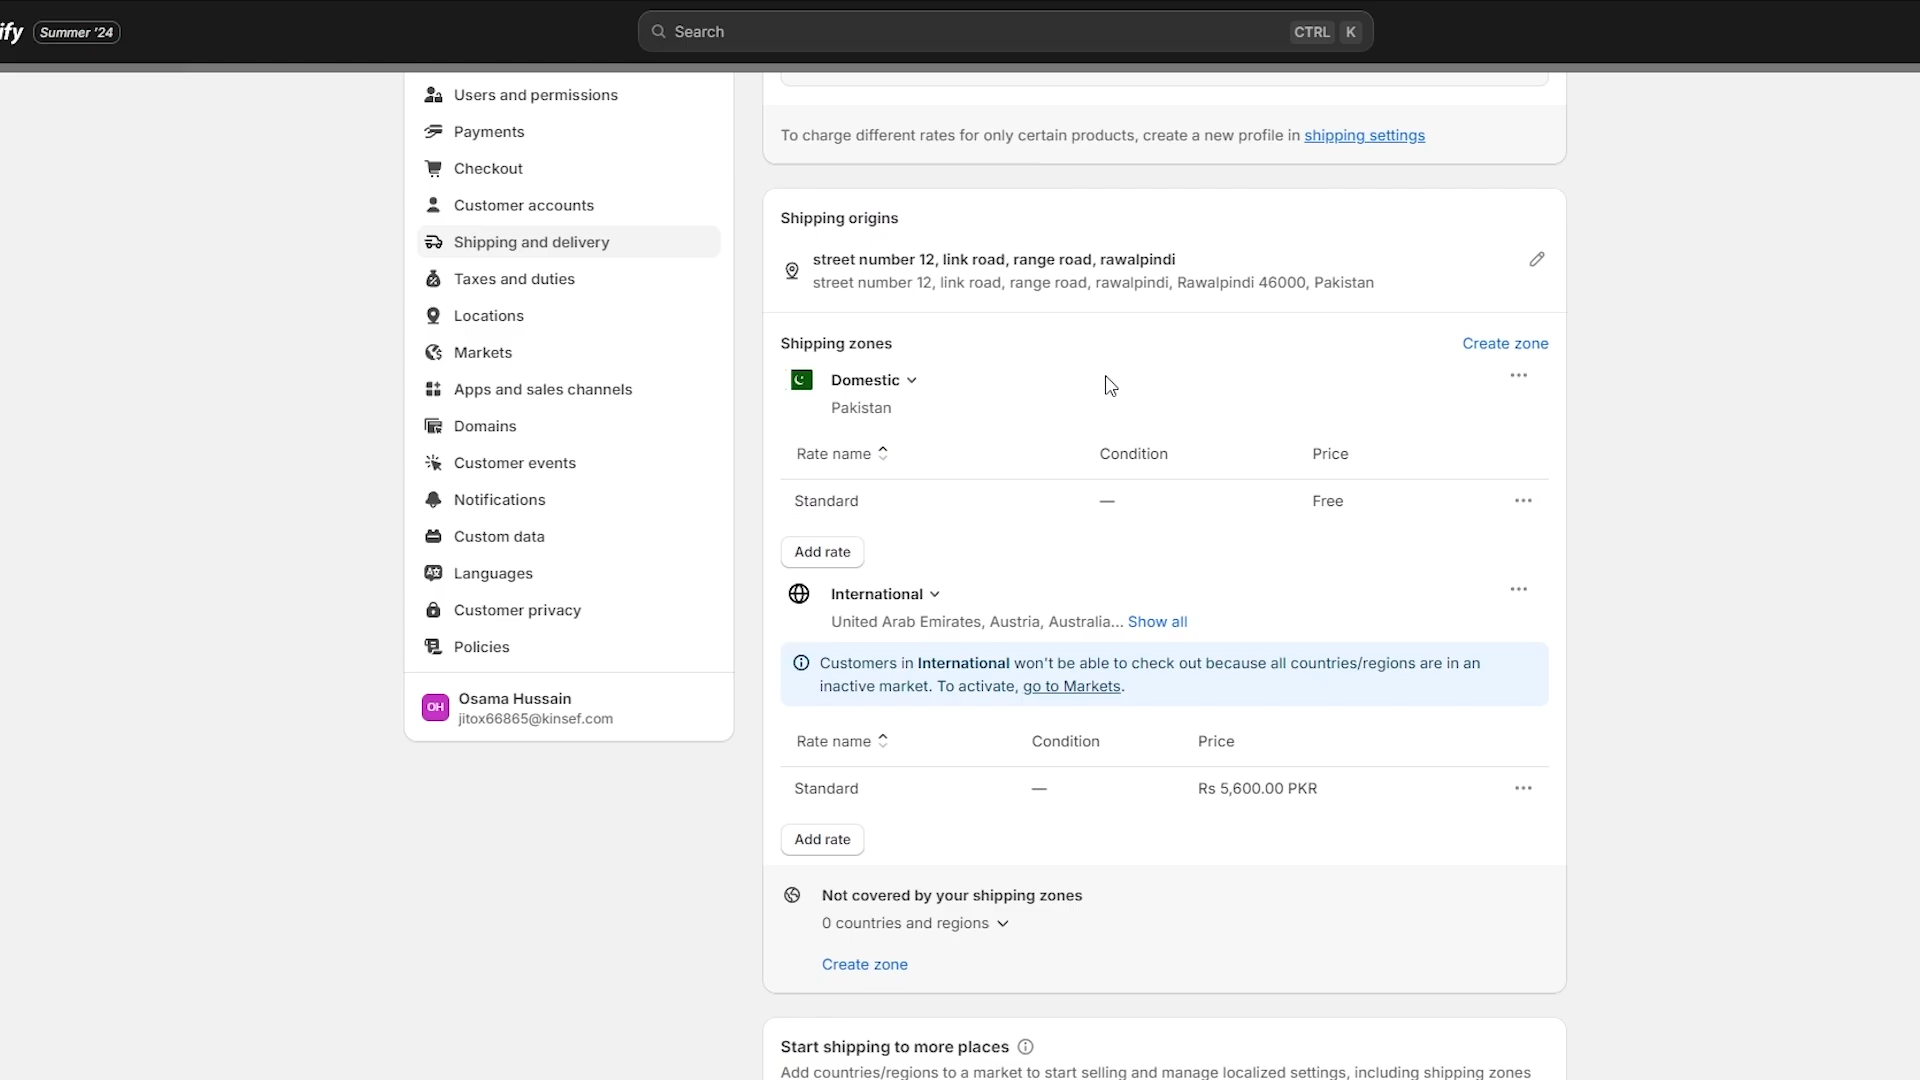 ify Summer '24
Search
CTRL K
Users and permissions
Payments
Checkout
Customer accounts
Shipping and delivery
Taxes and duties
Locations
Markets
Apps and sales channels
Domains
Customer events
Notifications
Custom data
Languages
Customer privacy
Policies
OH
Osama Hussain
jitox66865@kinsef.com
To charge different rates for only certain products, create a new profile in shipping settings
Shipping origins
street number 12, link road, range road, rawalpindi
street number 12, link road, range road, rawalpindi, Rawalpindi 46000, Pakistan
Shipping zones
Create zone
Domestic
Pakistan
Rate name Condition Price
Standard — Free
Add rate
International
United Arab Emirates, Austria, Australia... Show all
Customers in International won't be able to check out because all countries/regions are in an
inactive market. To activate, go to Markets.
Rate name Condition Price
Standard — Rs 5,600.00 PKR
Add rate
Not covered by your shipping zones
0 countries and regions
Create zone
Start shipping to more places
Add countries/regions to a market to start selling and manage localized settings, including shipping zones